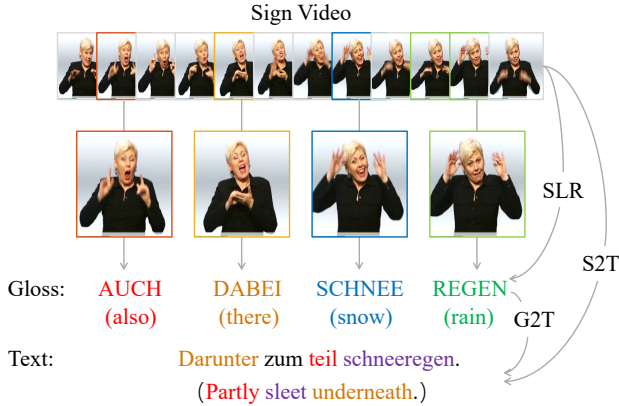 Sign Video
SLR
S2T
Gloss: AUCH DABEI SCHNEE REGEN
(also) (there) (snow) (rain)
G2T
Text: Darunter zum teil schneeregen.
(Partly sleet underneath.)